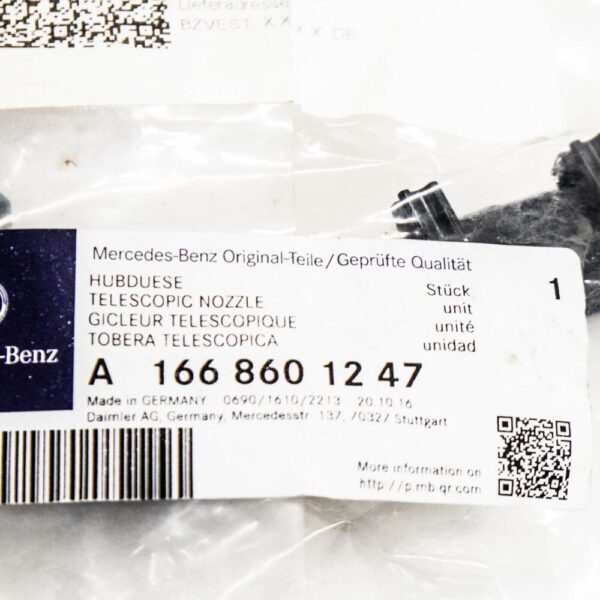 Lieferadresse
BZVEST. X X X X DE
Mercedes-Benz Original-Teile/Geprüfte Qualität
HUBDUESE Stück 1
TELESCOPIC NOZZLE unit
GICLEUR TELESCOPIQUE unité
TOBERA TELESCOPICA unidad
-Benz
A 166 860 12 47
Made in GERMANY 0690/1610/2213 20.10.16
Daimler AG, Germany, Mercedesstr. 137, 70327 Stuttgart
More information on
http://p.mb-qr.com